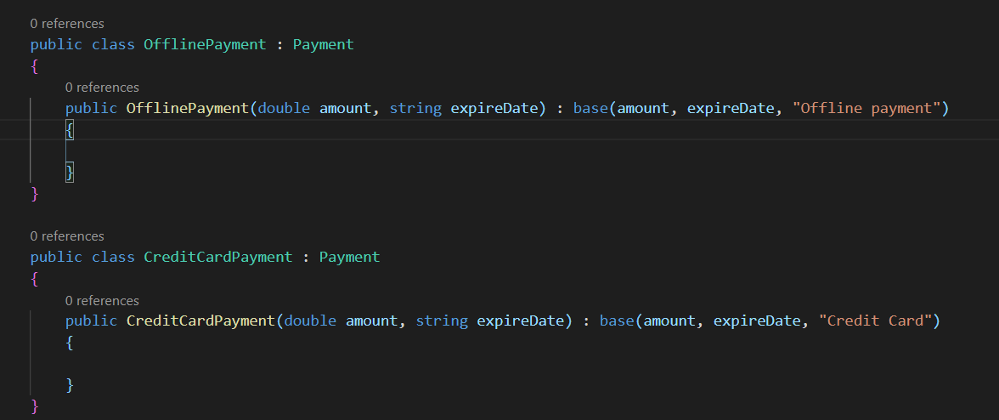 0 references
public class OfflinePayment : Payment
{
0 references
public OfflinePayment(double amount, string expireDate) : base(amount, expireDate, "Offline payment")
{
}
}
0 references
public class CreditCardPayment : Payment
{
0 references
public CreditCardPayment(double amount, string expireDate) : base(amount, expireDate, "Credit Card")
{
}
}